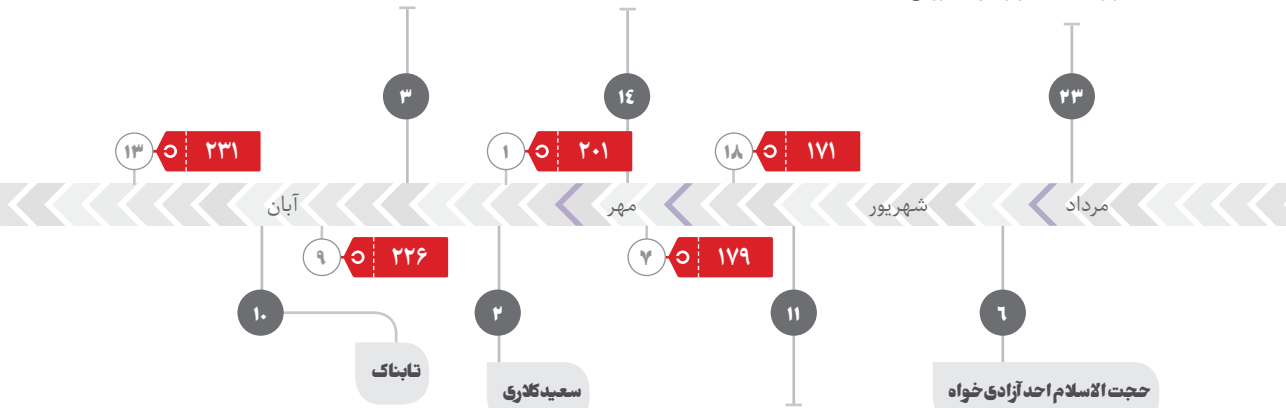 ۲۳
۱۴
۳
۱۷۱
۱۸
۲۰۱
۱
۲۳۱
۱۳
مرداد
شهریور
مهر
آبان
۱۷۹
۷
۲۲۶
۹
۶
۱۱
۲
۱۰
حجت الاسلام احد آزادی خواه
سعید کلاری
تابناک